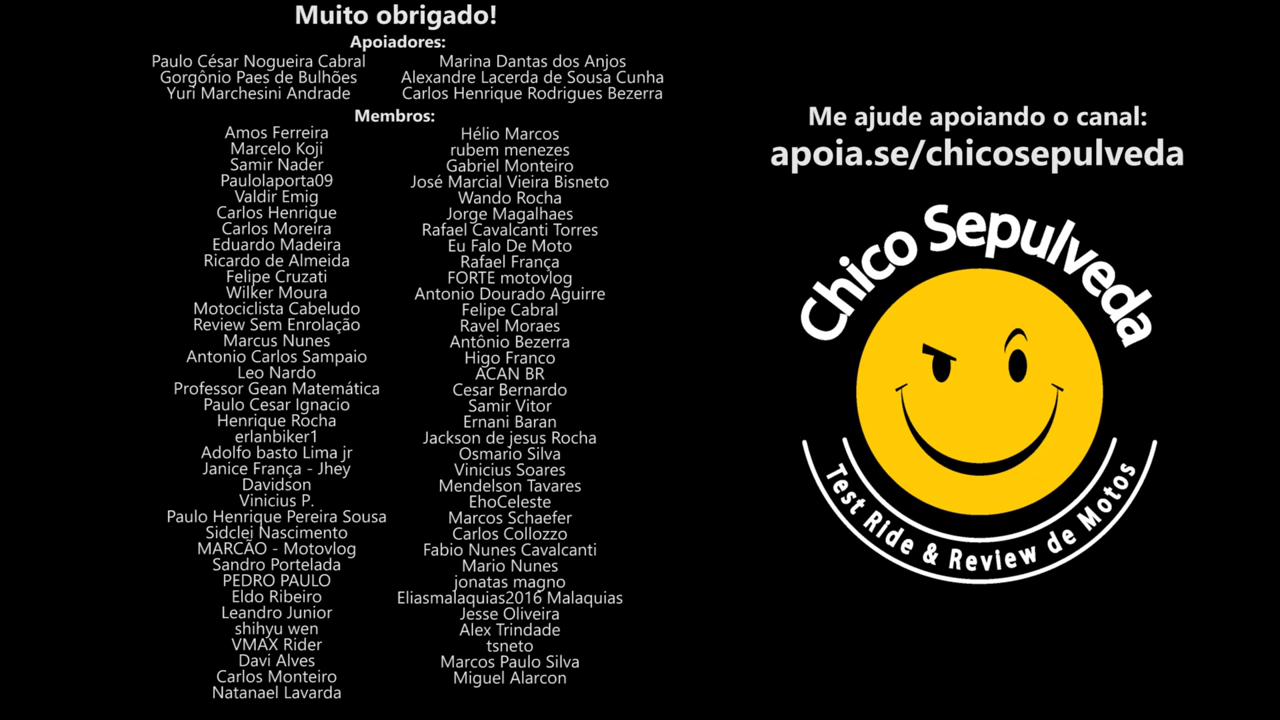 Muito obrigado!
Apoiadores:
Paulo César Nogueira Cabral
Gorgônio Paes de Bulhões
Yuri Marchesini Andrade
Marina Dantas dos Anjos
Alexandre Lacerda de Sousa Cunha
Carlos Henrique Rodrigues Bezerra
Membros:
Amos Ferreira
Marcelo Koji
Samir Nader
Paulolaporta09
Valdir Emig
Carlos Henrique
Carlos Moreira
Eduardo Madeira
Ricardo de Almeida
Felipe Cruzati
Wilker Moura
Motociclista Cabeludo
Review Sem Enrolação
Marcus Nunes
Antonio Carlos Sampaio
Leo Nardo
Professor Gean Matemática
Paulo Cesar Ignacio
Henrique Rocha
erlanbiker1
Adolfo basto Lima jr
Janice França - Jhey
Davidson
Vinicius P.
Paulo Henrique Pereira Sousa
Sidclei Nascimento
MARCÃO - Motovlog
Sandro Portelada
PEDRO PAULO
Eldo Ribeiro
Leandro Junior
shihyu wen
VMAX Rider
Davi Alves
Carlos Monteiro
Natanael Lavarda
Hélio Marcos
rubem menezes
Gabriel Monteiro
José Marcial Vieira Bisneto
Wando Rocha
Jorge Magalhaes
Rafael Cavalcanti Torres
Eu Falo De Moto
Rafael França
FORTE motovlog
Antonio Dourado Aguirre
Felipe Cabral
Ravel Moraes
Antônio Bezerra
Higo Franco
ACAN BR
Cesar Bernardo
Samir Vitor
Ernani Baran
Jackson de jesus Rocha
Osmario Silva
Vinicius Soares
Mendelson Tavares
EhoCeleste
Marcos Schaefer
Carlos Collozzo
Fabio Nunes Cavalcanti
Mario Nunes
jonatas magno
Eliasmalaquias2016 Malaquias
Jesse Oliveira
Alex Trindade
tsneto
Marcos Paulo Silva
Miguel Alarcon
Me ajude apoiando o canal:
apoia.se/chicosepulveda
Chico Sepulveda
Test Ride & Review de Motos